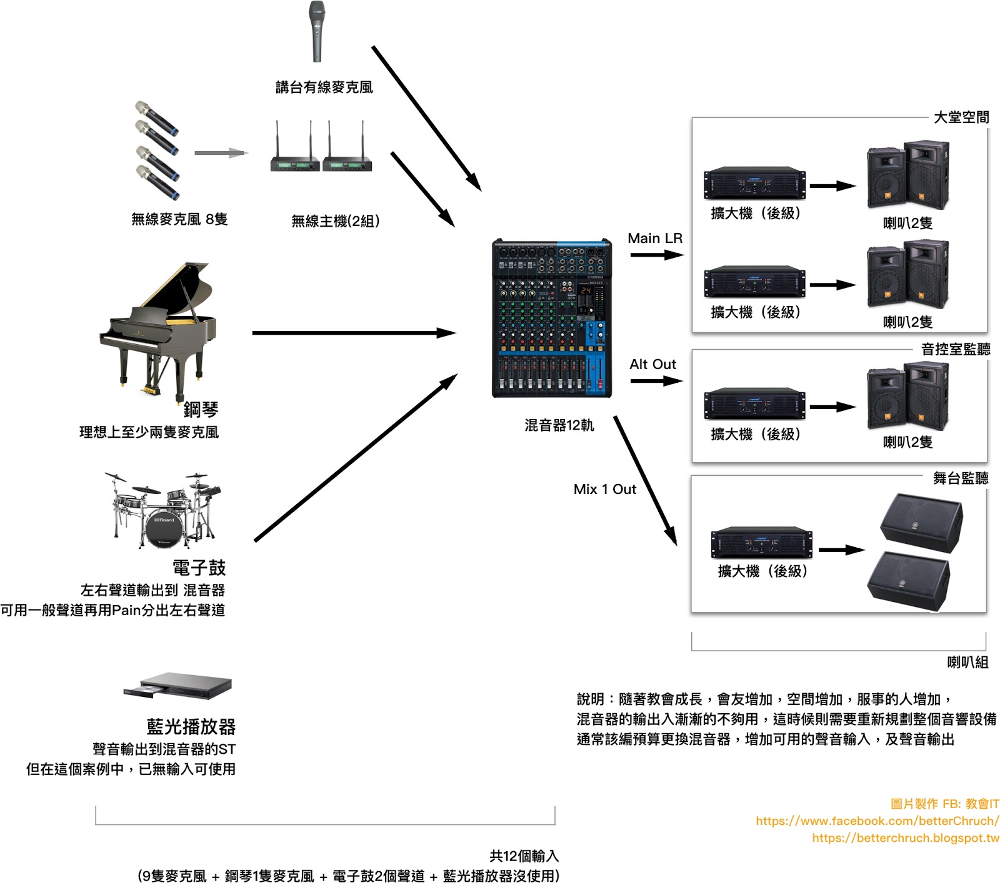 講台有線麥克風
無線麥克風 8隻
無線主機(2組)
鋼琴
理想上至少兩隻麥克風
Roland
電子鼓
左右聲道輸出到 混音器
可用一般聲道再用Pain分出左右聲道
藍光播放器
聲音輸出到混音器的ST
但在這個案例中，已無輸入可使用
共12個輸入
(9隻麥克風 + 鋼琴1隻麥克風 + 電子鼓2個聲道 + 藍光播放器沒使用)
YAMAHA
24
混音器12軌
Main LR
Alt Out
Mix 1 Out
大堂空間
擴大機（後級）
喇叭2隻
擴大機（後級）
喇叭2隻
音控室監聽
擴大機（後級）
喇叭2隻
舞台監聽
擴大機（後級）
喇叭組
說明：隨著教會成長，會友增加，空間增加，服事的人增加，
混音器的輸出入漸漸的不夠用，這時候則需要重新規劃整個音響設備
通常該編預算更換混音器，增加可用的聲音輸入，及聲音輸出
圖片製作 FB: 教會IT
https://www.facebook.com/betterChruch/
https://betterchruch.blogspot.tw